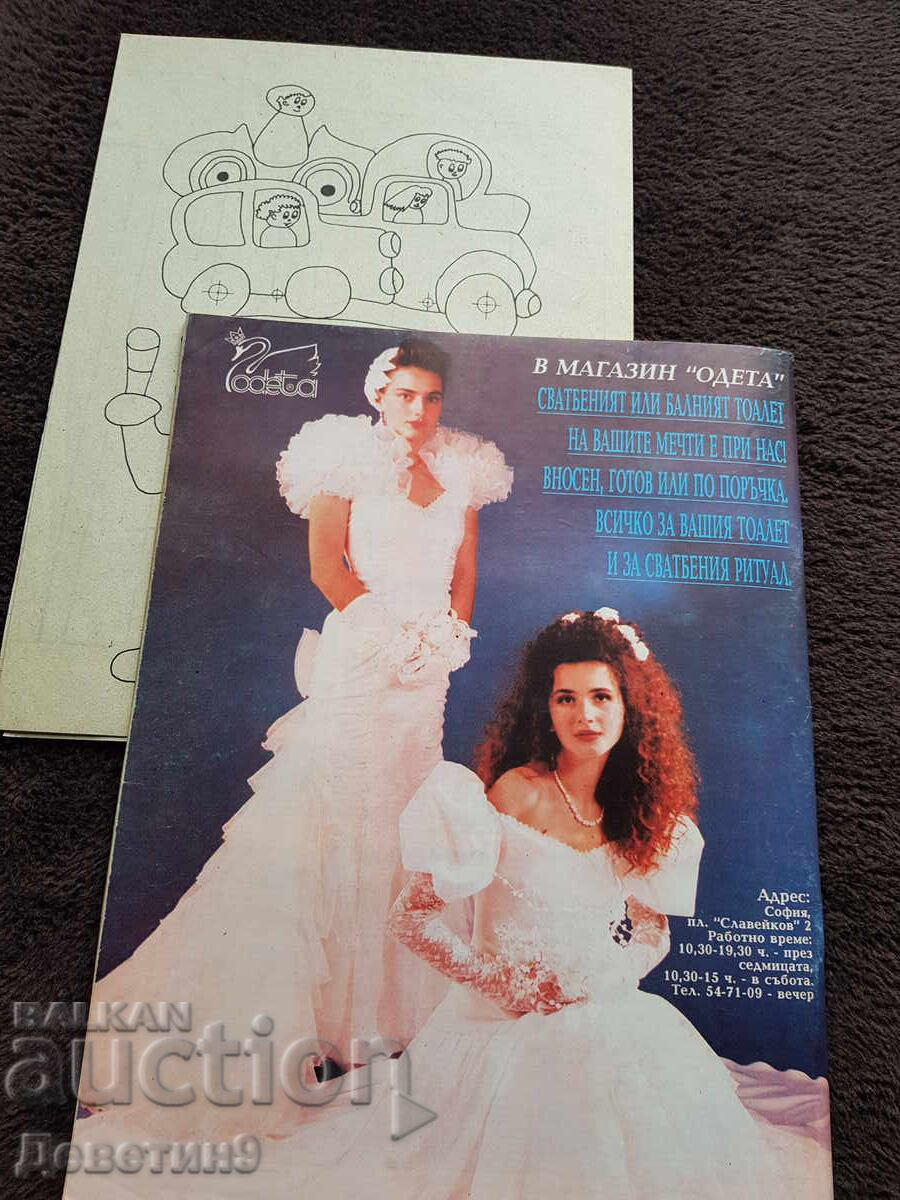 одета
В МАГАЗИН "ОДЕТА"
СВАТБЕНИЯТ ИЛИ БАЛНИЯТ ТОАЛЕТ
НА ВАШИТЕ МЕЧТИ Е ПРИ НАС!
ВНОСЕН, ГОТОВ ИЛИ ПО ПОРЪЧКА.
ВСИЧКО ЗА ВАШИЯ ТОАЛЕТ
И ЗА СВАТБЕНИЯ РИТУАЛ.
Адрес:
София,
пл. "Славейков" 2
Работно време:
10,30-19,30 ч. - през
седмицата,
10,30-15 ч. - в събота.
Тел. 54-71-09 - вечер
BALKAN
auction
Деветин9